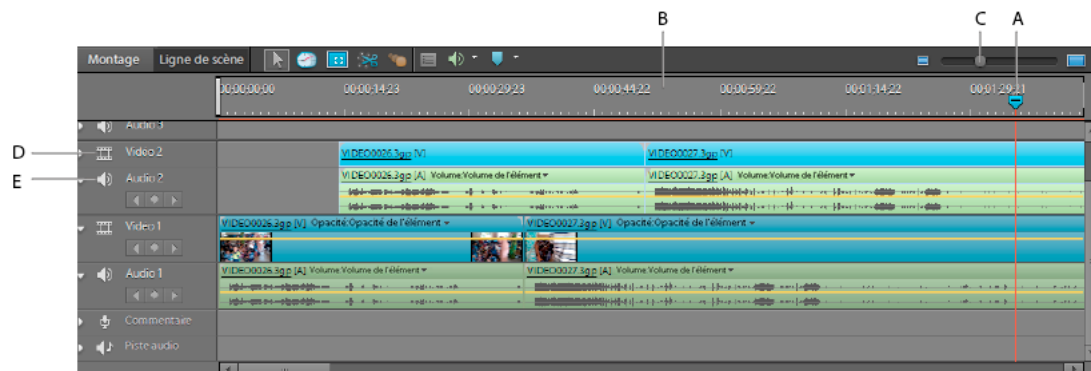 B C A
Montage Ligne de scène
00;00;00;00 00;00;14;23 00;00;29;23 00;00;44;22 00;00;59;22 00;01;14;22 00;01;29;21
Audio 3
D Video 2 VIDEO0026.3gp [V] VIDEO0027.3gp [V]
E Audio 2 VIDEO0026.3gp [A] Volume:Volume de l'élément VIDEO0027.3gp [A] Volume:Volume de l'élément
Video 1 VIDEO0026.3gp [V] Opacité:Opacité de l'élément VIDEO0027.3gp [V] Opacité:Opacité de l'élément
Audio 1 VIDEO0026.3gp [A] Volume:Volume de l'élément VIDEO0027.3gp [A] Volume:Volume de l'élément
Commentaire
Piste audio